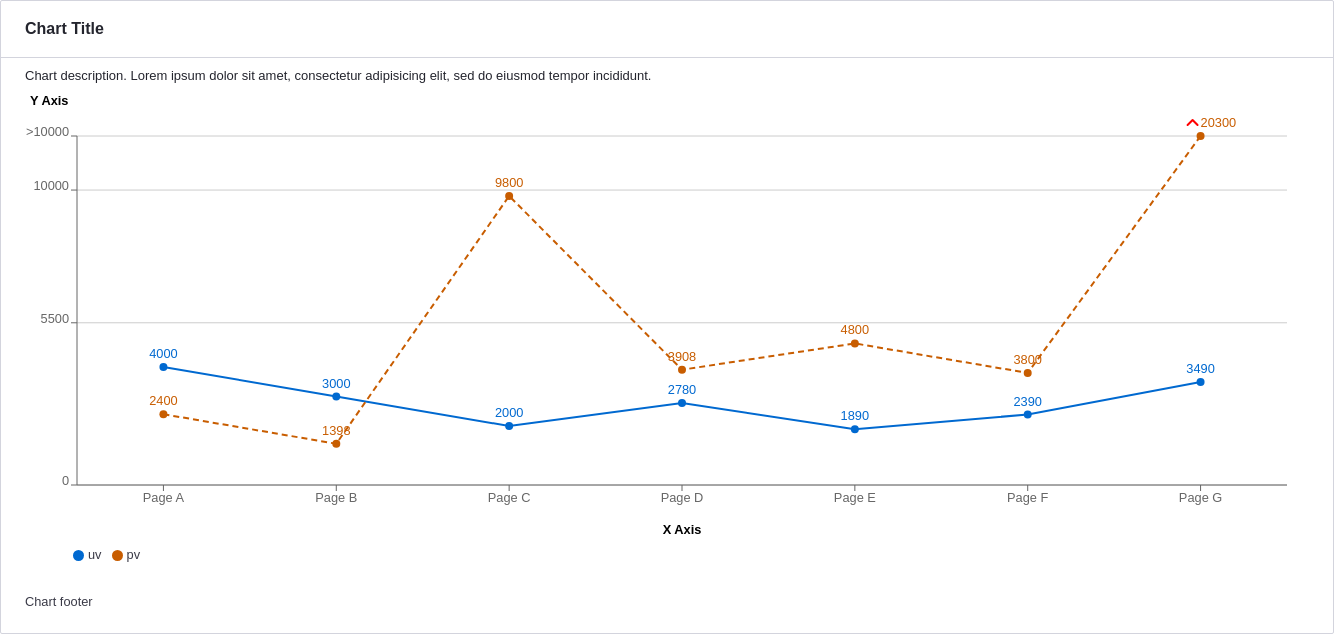 Chart Title
Chart description. Lorem ipsum dolor sit amet, consectetur adipisicing elit, sed do eiusmod tempor incididunt.
Y Axis
20300
>10000
9800
10000
4800
5500
4000 3908 3800
3000 2780 3490
2400 2000 1890 2390
1398
0
Page A Page B Page C Page D Page E Page F Page G
X Axis
uv pv
Chart footer